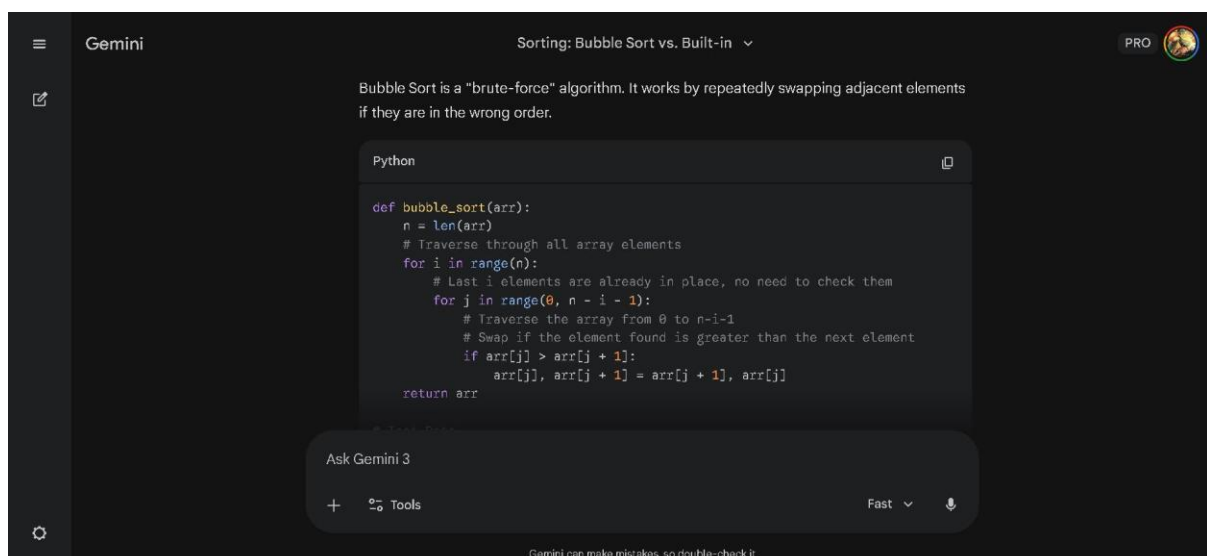 Gemini
Sorting: Bubble Sort vs. Built-in
PRO
Bubble Sort is a "brute-force" algorithm. It works by repeatedly swapping adjacent elements
if they are in the wrong order.
Python
def bubble_sort(arr):
    n = len(arr)
    # Traverse through all array elements
    for i in range(n):
        # Last i elements are already in place, no need to check them
        for j in range(0, n - i - 1):
            # Traverse the array from 0 to n-i-1
            # Swap if the element found is greater than the next element
            if arr[j] > arr[j + 1]:
                arr[j], arr[j + 1] = arr[j + 1], arr[j]
    return arr
Ask Gemini 3
Tools
Fast
Gemini can make mistakes, so double-check it